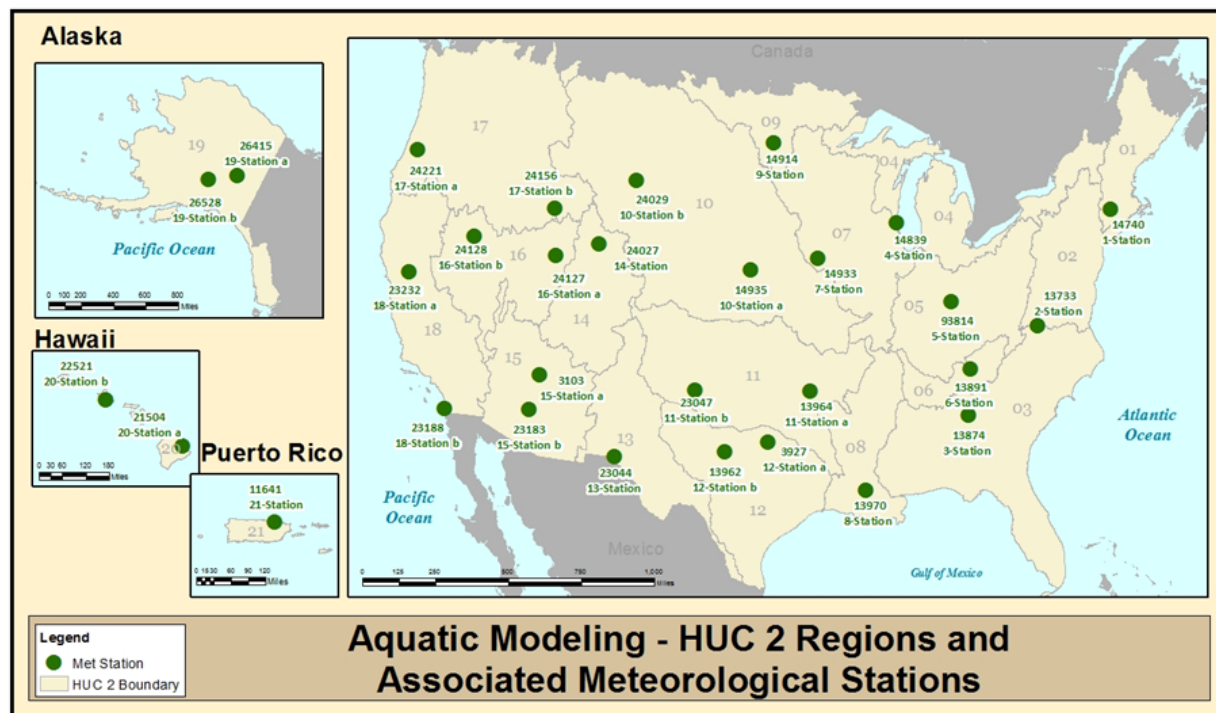 Alaska
19
26415
19-Station a
26528
19-Station b
Pacific Ocean
0 100 200 400 600 800
Miles
Hawaii
22521
20-Station b
21504
20-Station a
20
0 30 60 120 180
Miles
Puerto Rico
11641
21-Station
21
0 15 30 60 90 120
Miles
Canada
17
09
04
01
24221
17-Station a
24156
17-Station b
24029
10-Station b
10
14914
9-Station
04
14740
1-Station
24128
16-Station b
16
24127
16-Station a
24027
14-Station
07
14839
4-Station
02
23232
18-Station a
14935
10-Station a
14933
7-Station
05
93814
5-Station
13733
2-Station
18
14
15
3103
15-Station a
11
23047
11-Station b
13964
11-Station a
06
13891
6-Station
03
23188
18-Station b
23183
15-Station b
13
23044
13-Station
13962
12-Station b
3927
12-Station a
08
13874
3-Station
Atlantic
Ocean
Pacific
Ocean
12
13970
8-Station
Mexico
Gulf of Mexico
0 125 250 500 750 1,000
Miles
Legend
Met Station
HUC 2 Boundary
Aquatic Modeling - HUC 2 Regions and
Associated Meteorological Stations